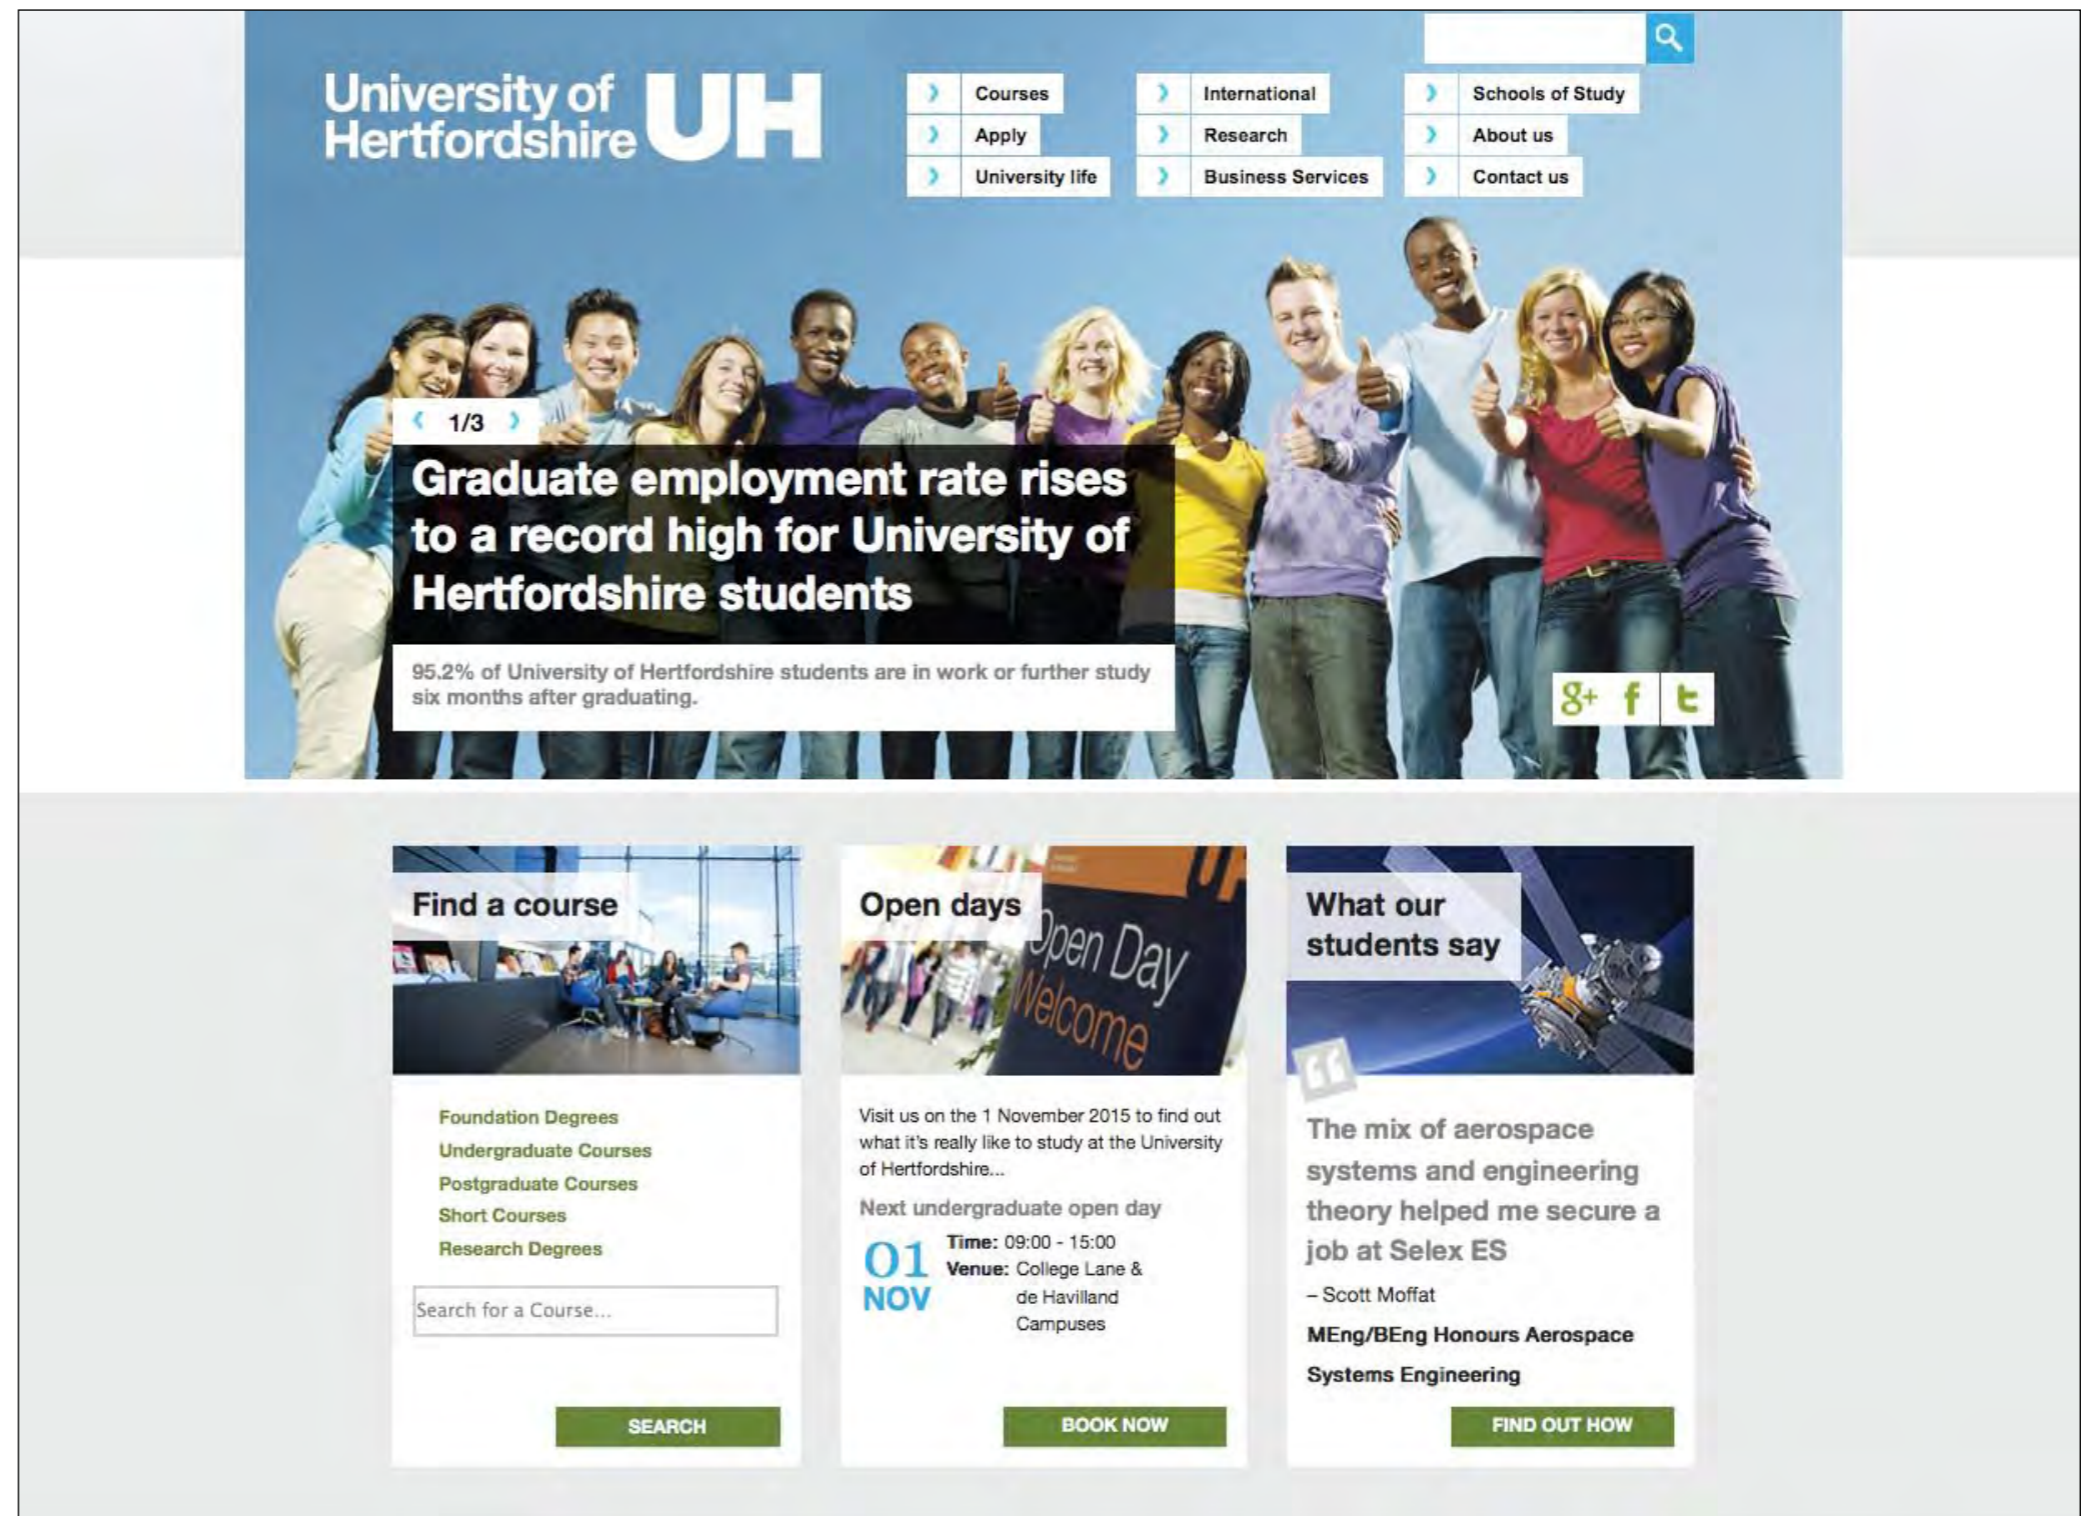 University of
Hertfordshire UH
Courses
Apply
University life
International
Research
Business Services
Schools of Study
About us
Contact us
1/3
Graduate employment rate rises
to a record high for University of
Hertfordshire students
95.2% of University of Hertfordshire students are in work or further study
six months after graduating.
g+ f t
Find a course
Foundation Degrees
Undergraduate Courses
Postgraduate Courses
Short Courses
Research Degrees
Search for a Course...
SEARCH
Open days
Open Day
Welcome
Visit us on the 1 November 2015 to find out
what it's really like to study at the University
of Hertfordshire...
Next undergraduate open day
01
NOV
Time: 09:00 - 15:00
Venue: College Lane &
de Havilland
Campuses
BOOK NOW
What our
students say
“
The mix of aerospace
systems and engineering
theory helped me secure a
job at Selex ES
– Scott Moffat
MEng/BEng Honours Aerospace
Systems Engineering
FIND OUT HOW